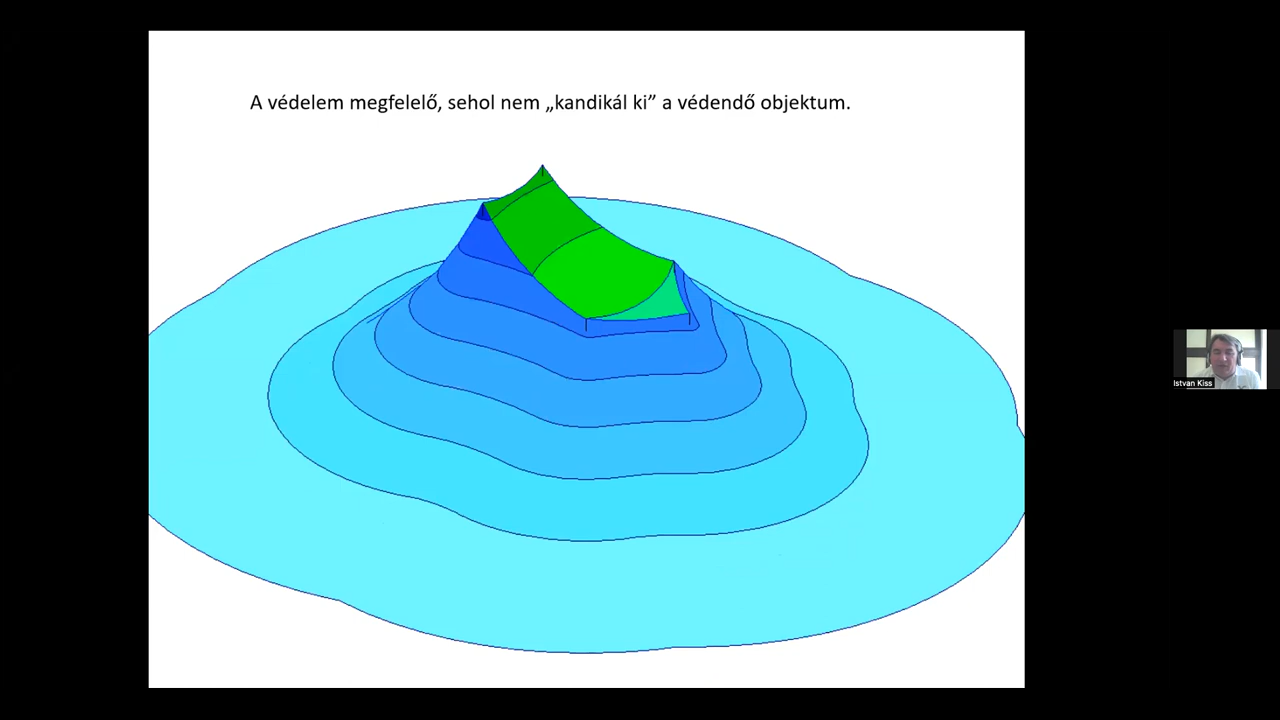 A védelem megfelelő, sehol nem „kandikál ki” a védendő objektum.
Istvan Kiss